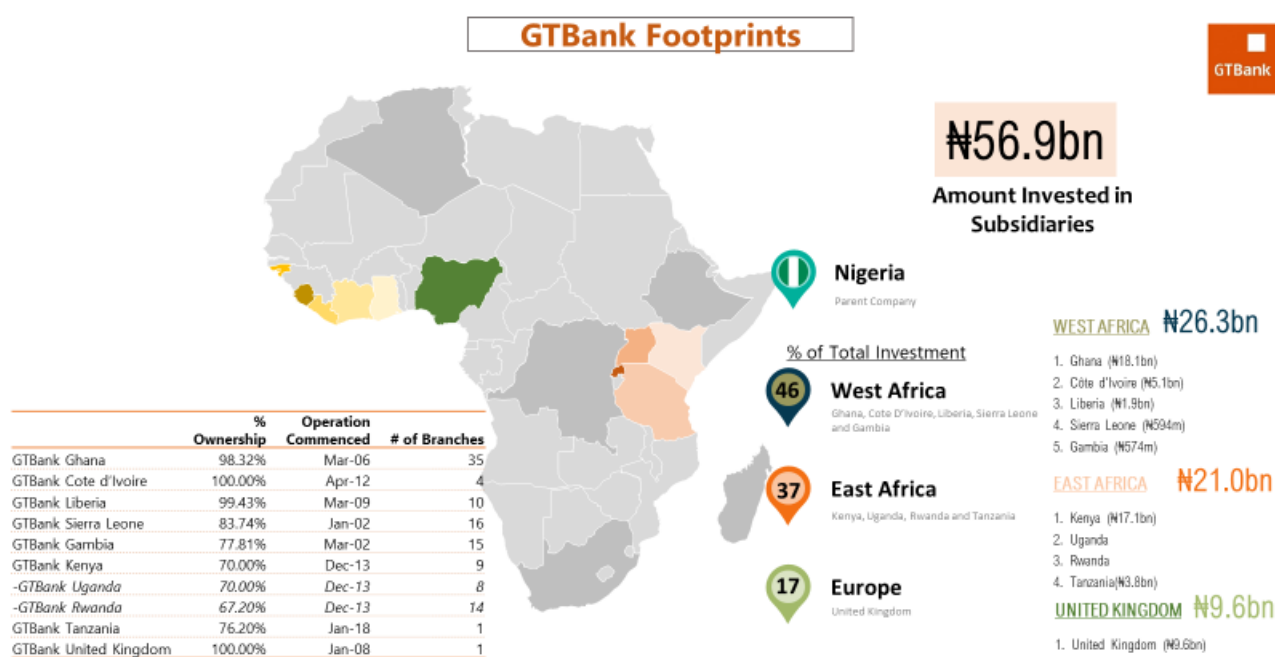 GTBank Footprints
GTBank
₦56.9bn
Amount Invested in
Subsidiaries
Nigeria
Parent Company
% of Total Investment
46
West Africa
Ghana, Cote D'Ivoire, Liberia, Sierra Leone
and Gambia
37
East Africa
Kenya, Uganda, Rwanda and Tanzania
17
Europe
United Kingdom
WEST AFRICA ₦26.3bn
1. Ghana (₦18.1bn)
2. Côte d'Ivoire (₦5.1bn)
3. Liberia (₦1.9bn)
4. Sierra Leone (₦594m)
5. Gambia (₦574m)
EAST AFRICA ₦21.0bn
1. Kenya (₦17.1bn)
2. Uganda
3. Rwanda
4. Tanzania(₦3.8bn)
UNITED KINGDOM ₦9.6bn
1. United Kingdom (₦9.6bn)
% Operation
Ownership Commenced # of Branches
GTBank Ghana 98.32% Mar-06 35
GTBank Cote d'Ivoire 100.00% Apr-12 4
GTBank Liberia 99.43% Mar-09 10
GTBank Sierra Leone 83.74% Jan-02 16
GTBank Gambia 77.81% Mar-02 15
GTBank Kenya 70.00% Dec-13 9
-GTBank Uganda 70.00% Dec-13 8
-GTBank Rwanda 67.20% Dec-13 14
GTBank Tanzania 76.20% Jan-18 1
GTBank United Kingdom 100.00% Jan-08 1